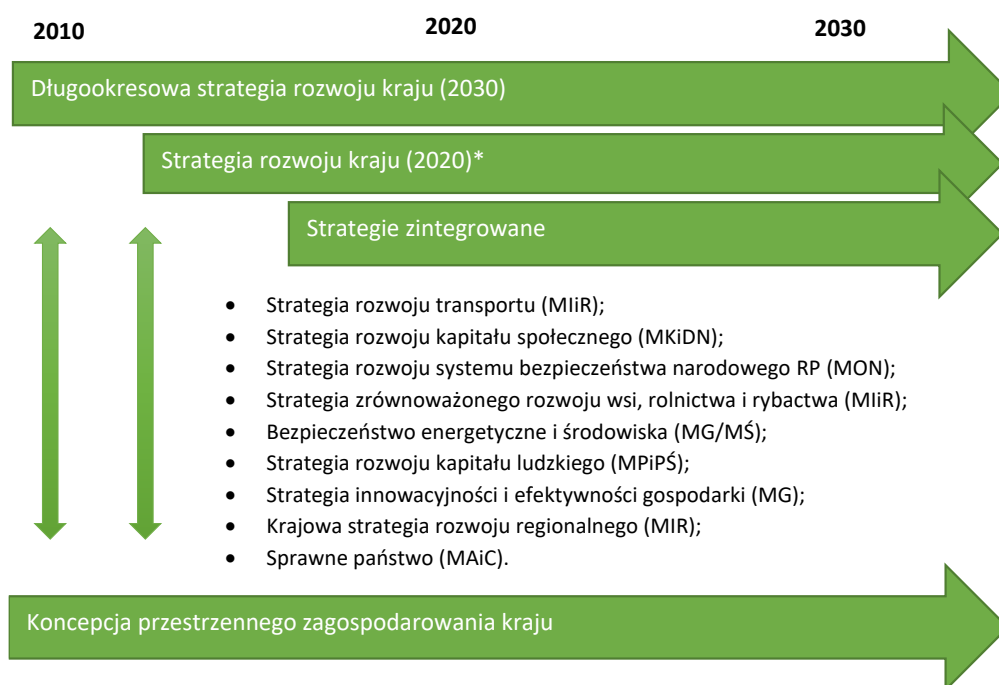 2010 2020 2030
Długookresowa strategia rozwoju kraju (2030)
Strategia rozwoju kraju (2020)*
Strategie zintegrowane
• Strategia rozwoju transportu (MIiR);
• Strategia rozwoju kapitału społecznego (MKiDN);
• Strategia rozwoju systemu bezpieczeństwa narodowego RP (MON);
• Strategia zrównoważonego rozwoju wsi, rolnictwa i rybactwa (MIiR);
• Bezpieczeństwo energetyczne i środowiska (MG/MŚ);
• Strategia rozwoju kapitału ludzkiego (MPiPŚ);
• Strategia innowacyjności i efektywności gospodarki (MG);
• Krajowa strategia rozwoju regionalnego (MIR);
• Sprawne państwo (MAiC).
Koncepcja przestrzennego zagospodarowania kraju